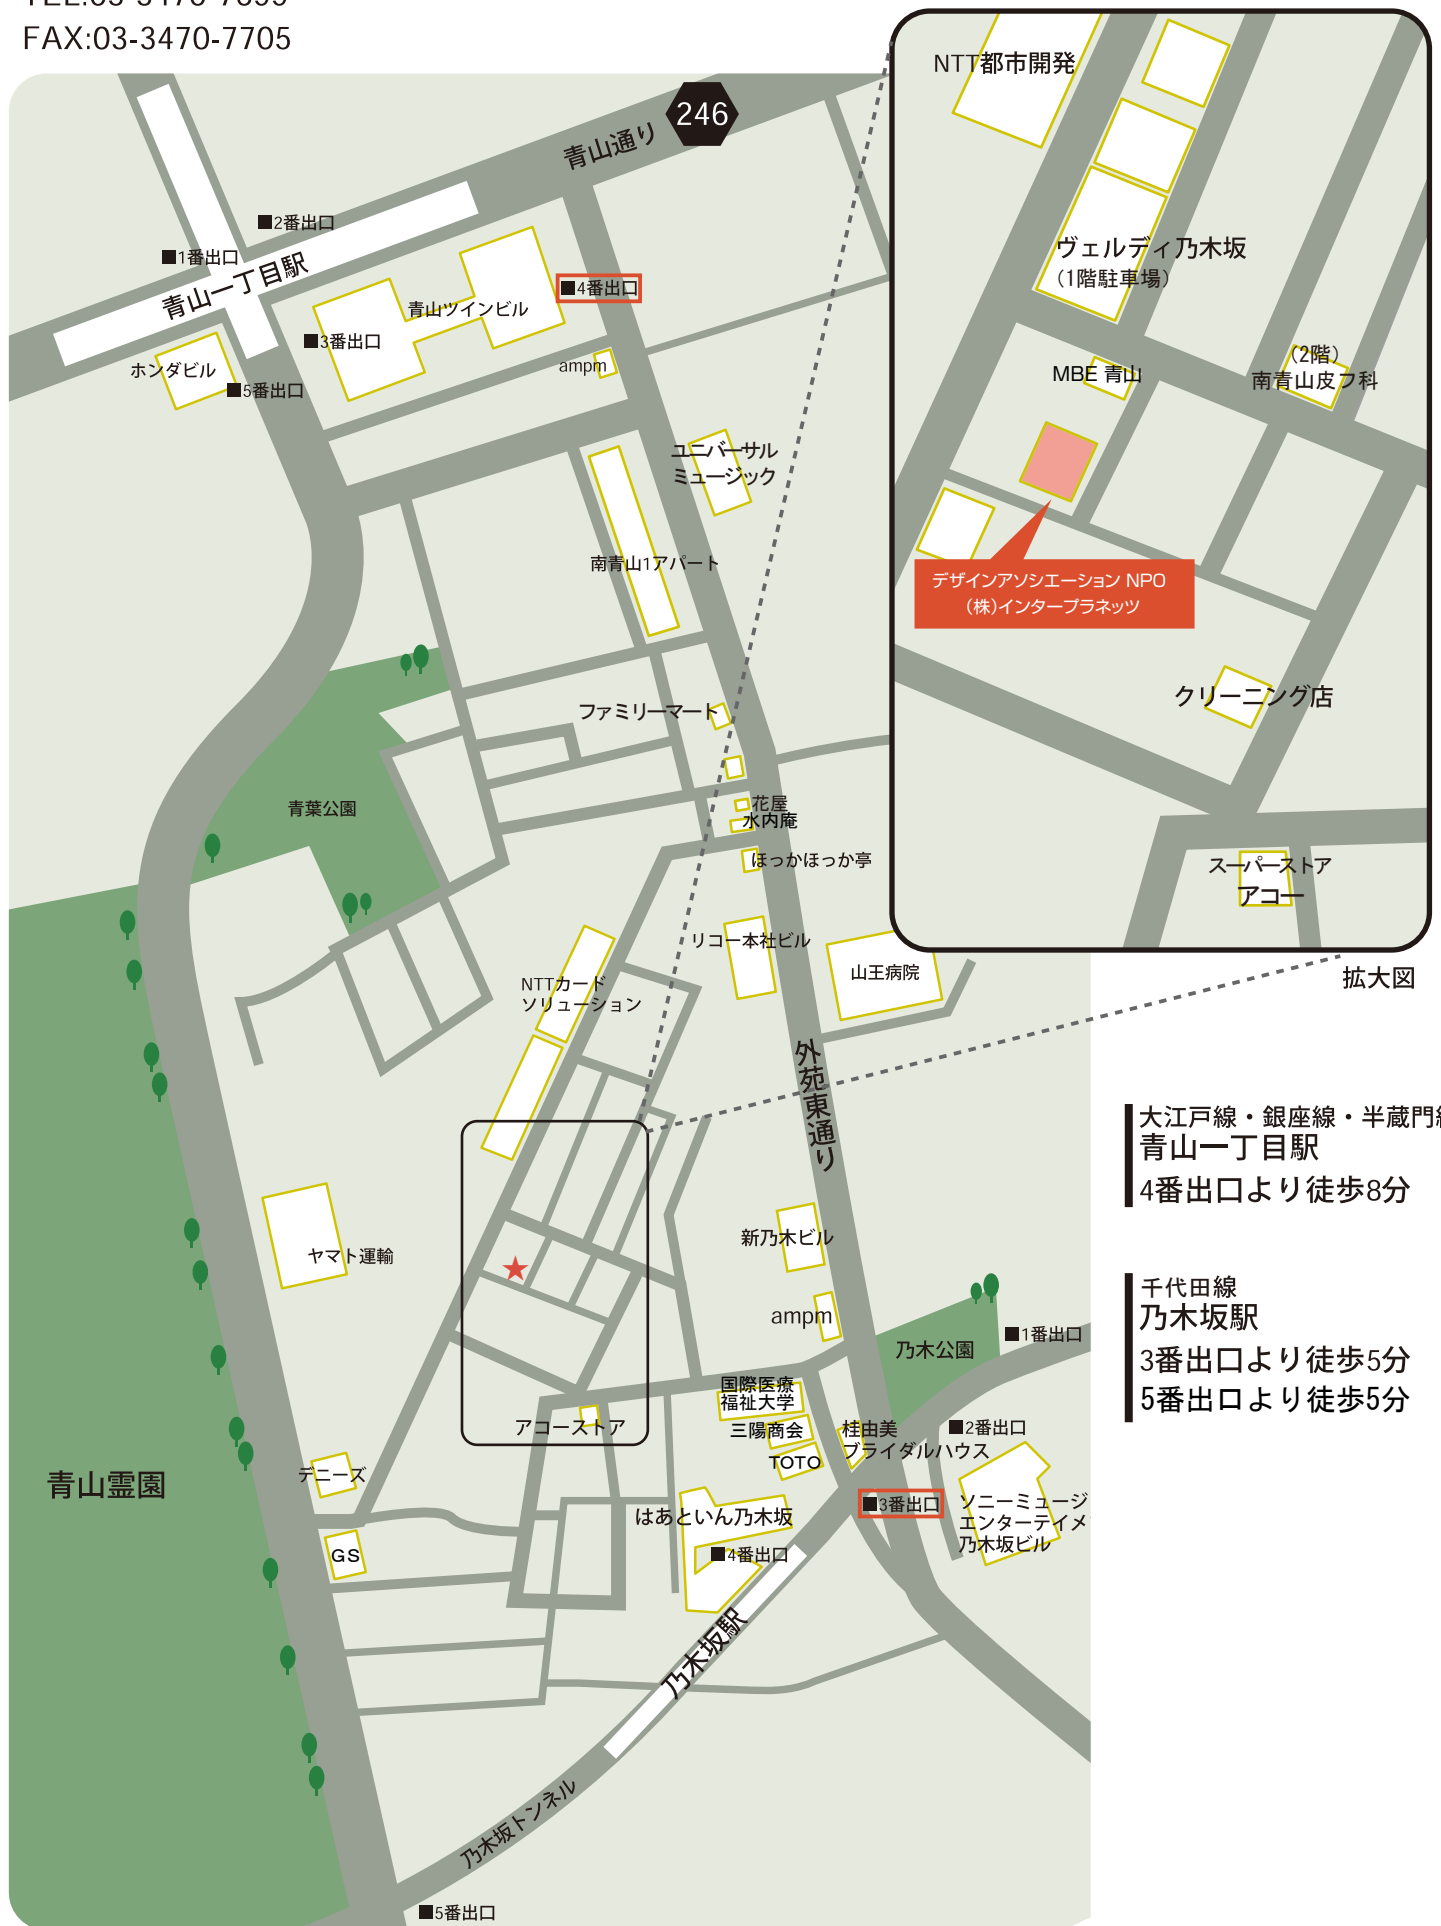 FAX:03-3470-7705
246
青山通り
■2番出口
■1番出口
青山一丁目駅
■4番出口
青山ツインビル
■3番出口
ampm
ホンダビル
■5番出口
ユニバーサル
ミュージック
南青山1アパート
ファミリーマート
青葉公園
花屋
水内庵
ほっかほっか亭
リコー本社ビル
山王病院
NTTカード
ソリューション
外苑東通り
新乃木ビル
ヤマト運輸
ampm
乃木公園
■1番出口
国際医療
福祉大学
三陽商会
TOTO
桂由美
ブライダルハウス
■2番出口
アコーストア
デニーズ
青山霊園
はあといん乃木坂
■3番出口
ソニーミュージ
エンターテイメ
乃木坂ビル
GS
■4番出口
乃木坂駅
乃木坂トンネル
■5番出口
NTT都市開発
ヴェルディ乃木坂
(1階駐車場)
MBE 青山
(2階)
南青山皮フ科
デザインアソシエーション NPO
(株)インタープラネッツ
クリーニング店
スーパーストア
アコー
拡大図
大江戸線・銀座線・半蔵門
青山一丁目駅
4番出口より徒歩8分
千代田線
乃木坂駅
3番出口より徒歩5分
5番出口より徒歩5分